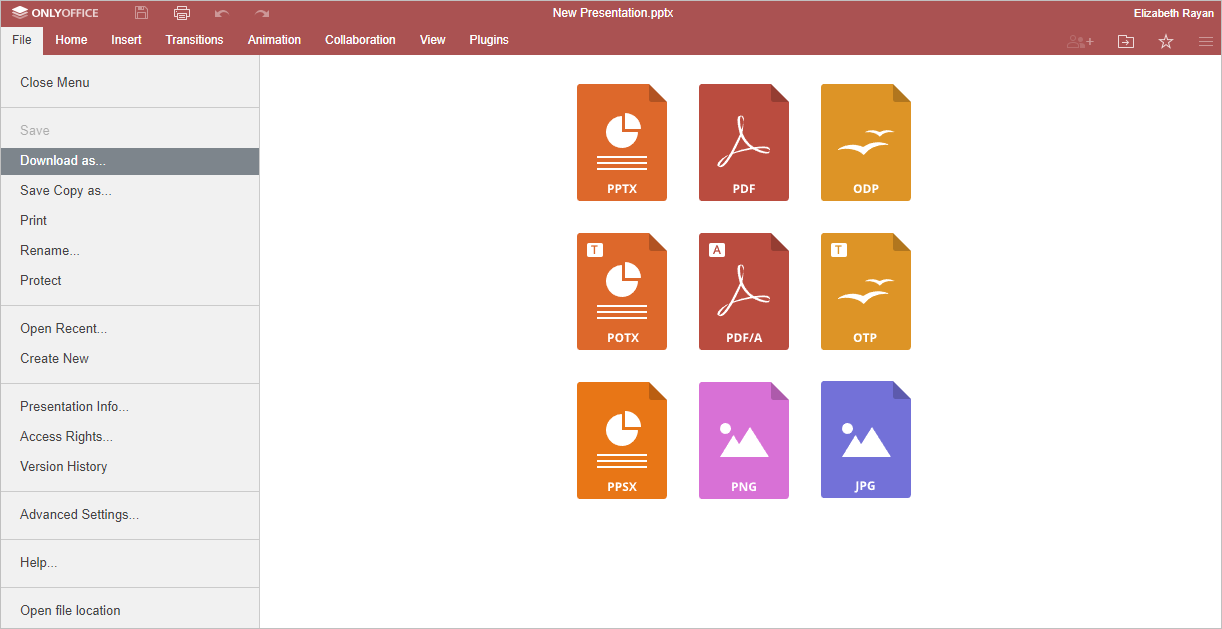 ONLYOFFICE
New Presentation.pptx
Elizabeth Rayan
File Home Insert Transitions Animation Collaboration View Plugins
Close Menu
Save
Download as...
Save Copy as...
Print
Rename...
Protect
Open Recent...
Create New
Presentation Info...
Access Rights...
Version History
Advanced Settings...
Help...
Open file location
PPTX PDF ODP
T A T
POTX PDF/A OTP
PPSX PNG JPG